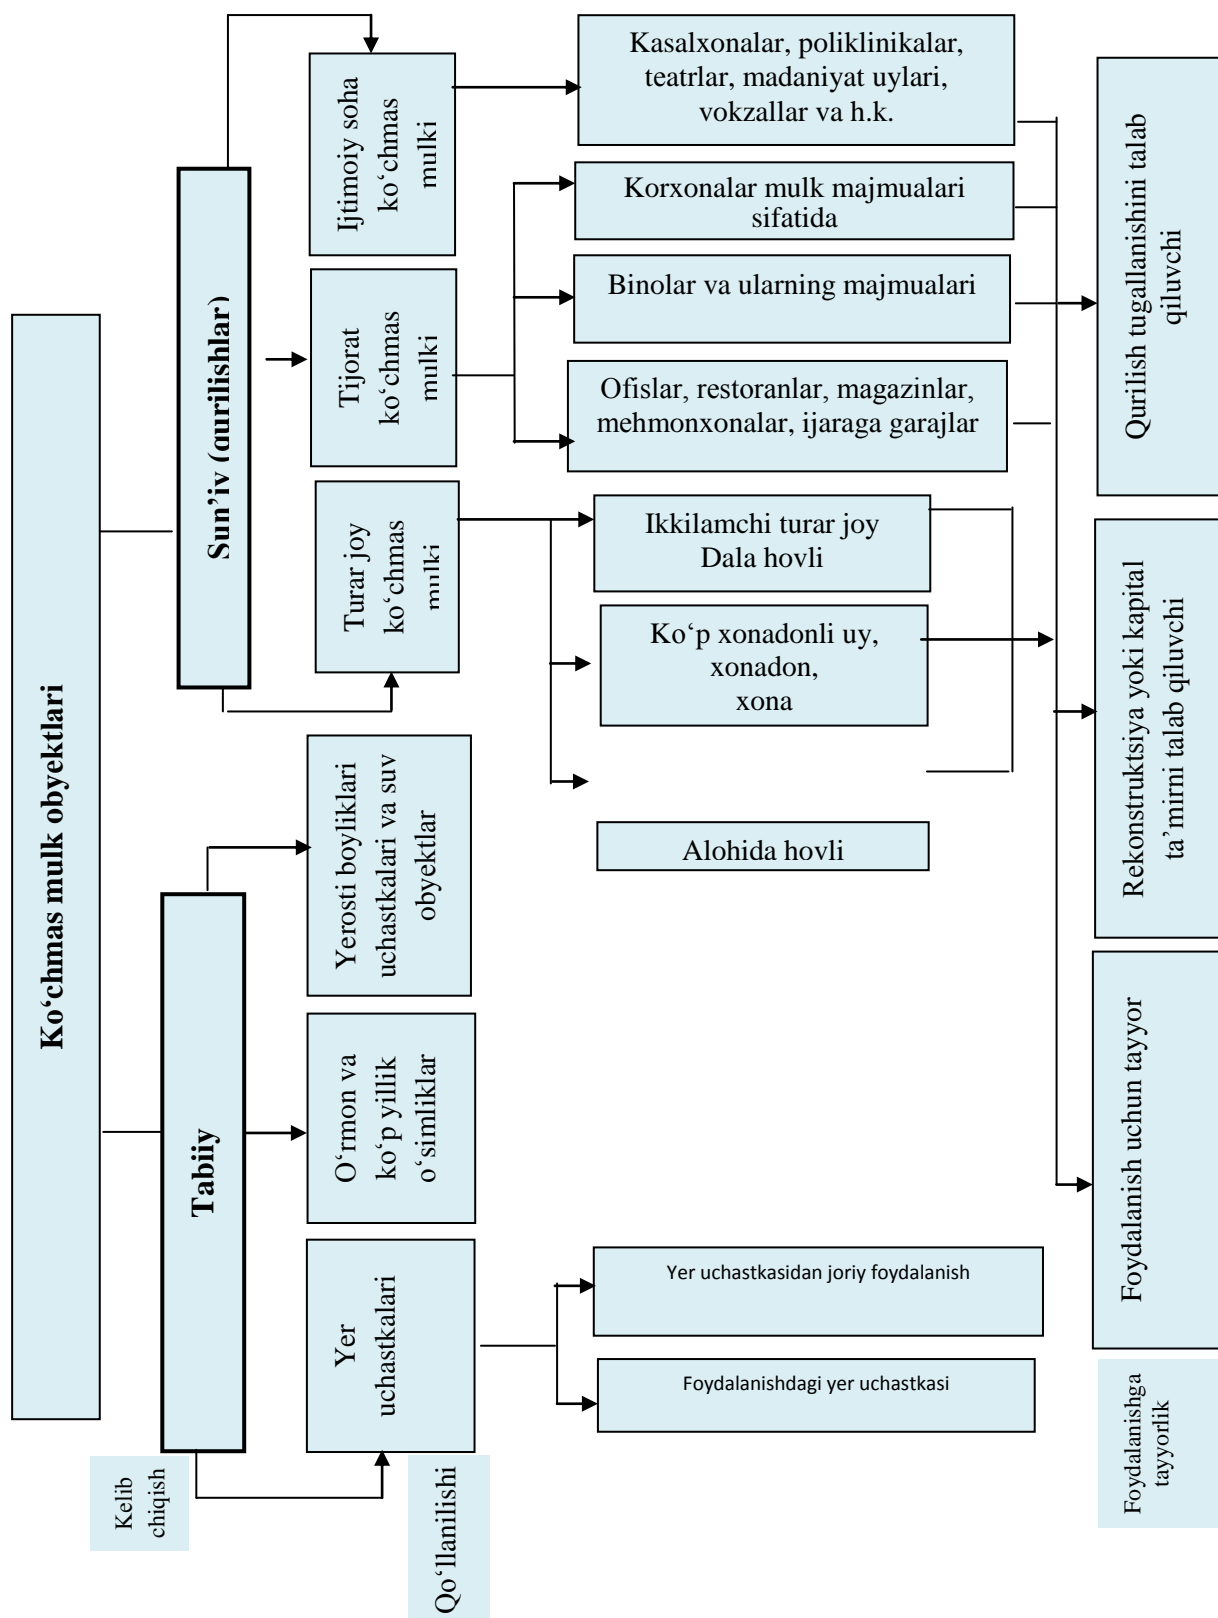 Ko‘chmas mulk obyektlari
Sun’iy (qurilishlar)
Tabiiy
Kelib
chiqish
Ijtimoiy soha
ko‘chmas
mulki
Tijorat
ko‘chmas
mulki
Turar joy
ko‘chmas
mulki
Yerosti boyliklari
uchastkalari va suv
obyektlar
O‘rmon va
ko‘p yillik
o‘simliklar
Yer
uchastkalari
Qo‘llanilishi
Kasalxonalar, poliklinikalar,
teatrlar, madaniyat uylari,
vokzallar va h.k.
Korxonalar mulk majmualari
sifatida
Binolar va ularning majmualari
Ofislar, restoranlar, magazinlar,
mehmonxonalar, ijaraga garajlar
Ikkilamchi turar joy
Dala hovli
Ko‘p xonadonli uy,
xonadon,
xona
Alohida hovli
Yer uchastkasidan joriy foydalanish
Foydalanishdagi yer uchastkasi
Qurilish tugallanishini talab
qiluvchi
Rekonstruktsiya yoki kapital
ta’mirni talab qiluvchi
Foydalanish uchun tayyor
Foydalanishga
tayyorlik